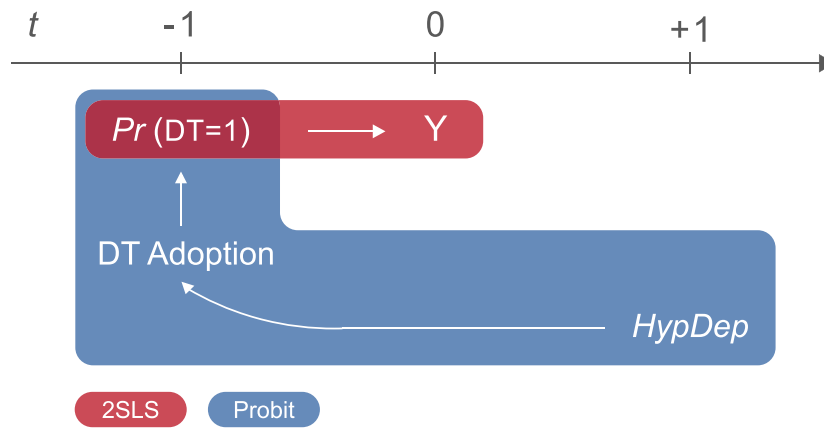 t -1 0 +1
Pr (DT=1) Y
DT Adoption
HypDep
2SLS Probit